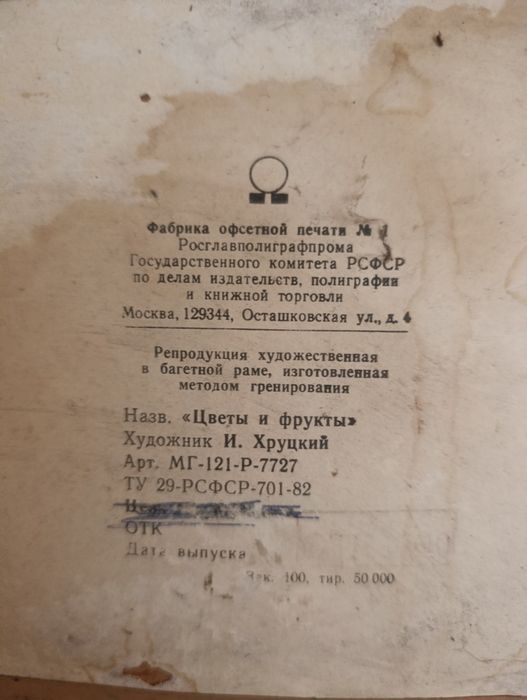 Фабрика офсетной печати № 1
Росглавполиграфпрома
Государственного комитета РСФСР
по делам издательств, полиграфии
и книжной торговли
Москва, 129344, Осташковская ул., д. 4
Репродукция художественная
в багетной раме, изготовленная
методом гренирования
Назв. «Цветы и фрукты»
Художник И. Хруцкий
Арт. МГ-121-Р-7727
ТУ 29-РСФСР-701-82
ОТК
Дата выпуска
Зак. 100, тир. 50 000